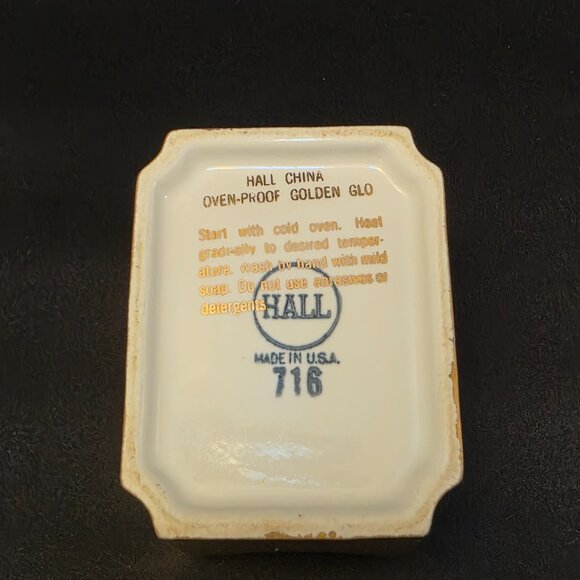 HALL CHINA
OVEN-PROOF GOLDEN GLO
Start with cold oven. Heat
gradually to desired temper-
ature. wash by hand with mild
soap. Do not use abrasives or
detergents
HALL
MADE IN U.S.A.
716